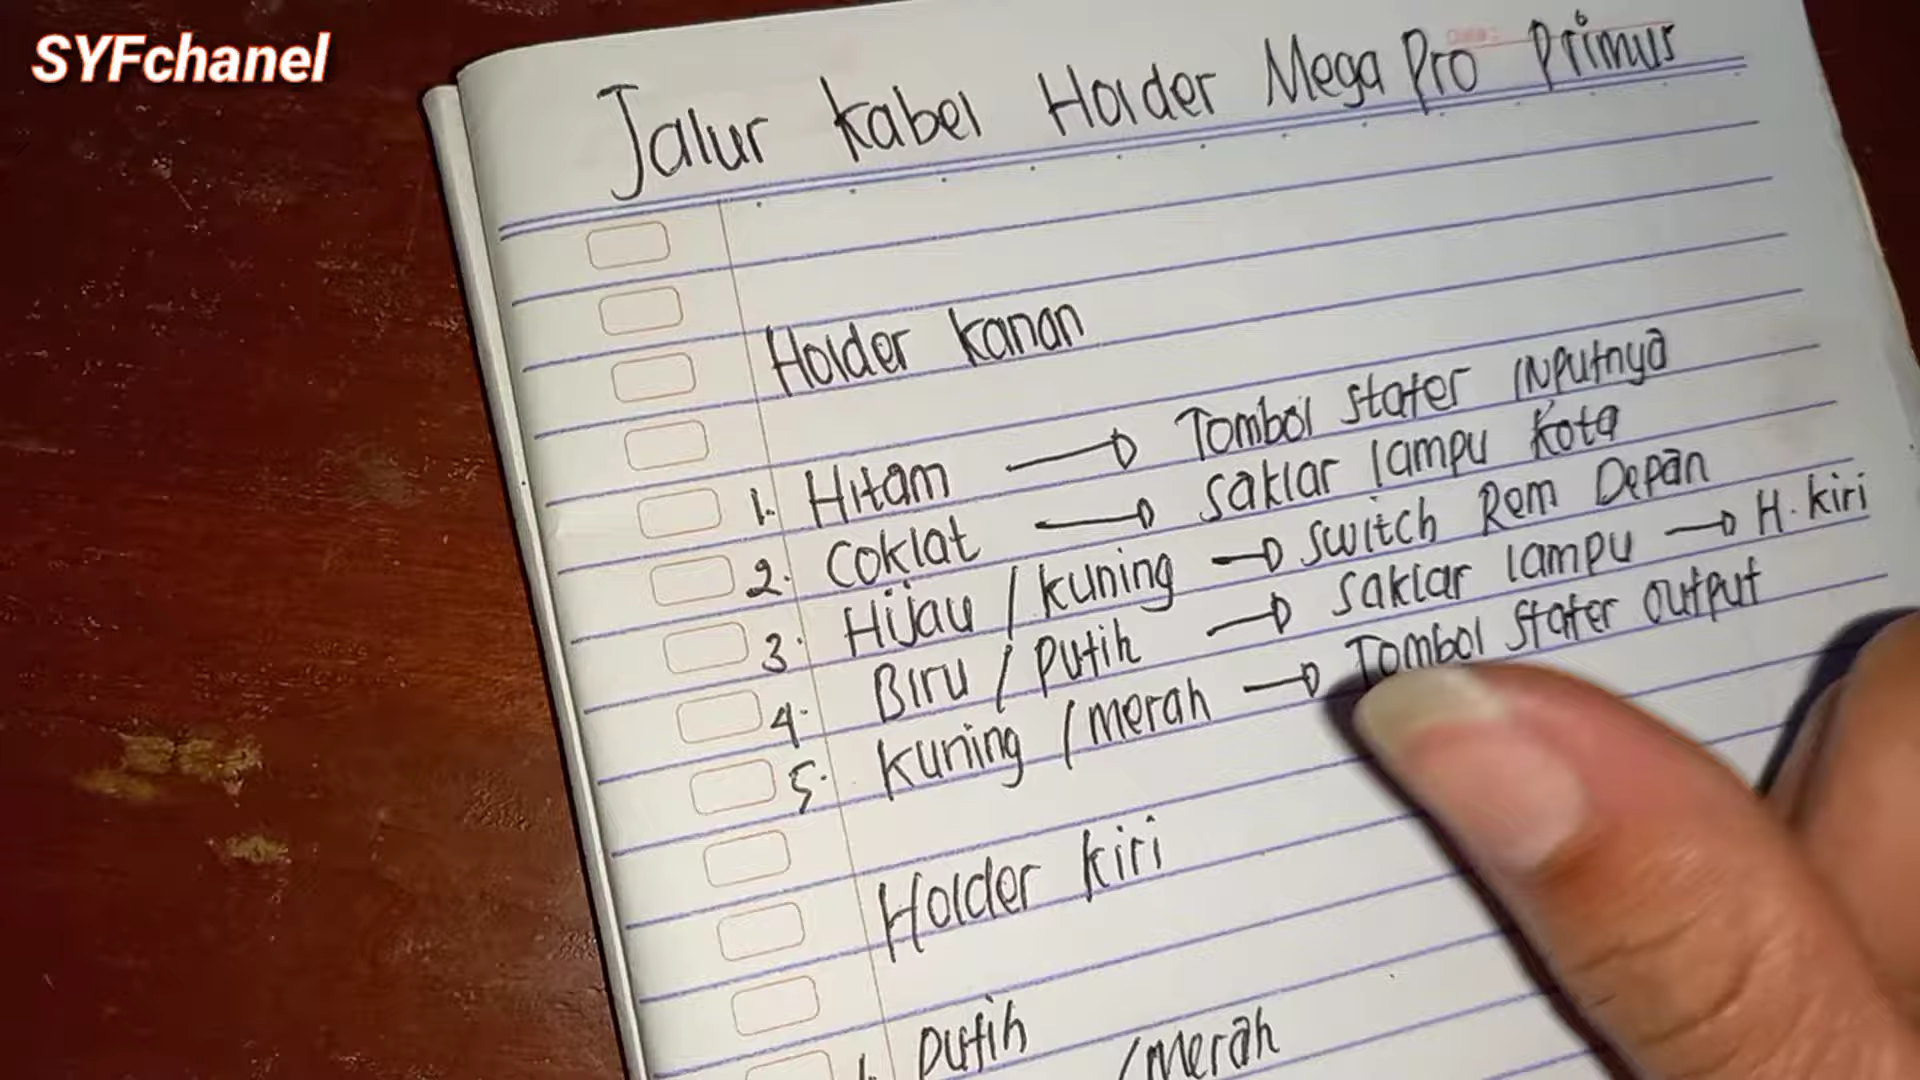 SYFchanel
Jalur Kabel Holder Mega Pro Primus
Holder Kanan
1. Hitam → Tombol stater inputnya
2. Coklat → saklar lampu kota
3. Hijau / kuning → switch Rem Depan
4. Biru / putih → saklar lampu → H. kiri
5. kuning / merah → Tombol stater output
Holder kiri
1. putih
/ merah